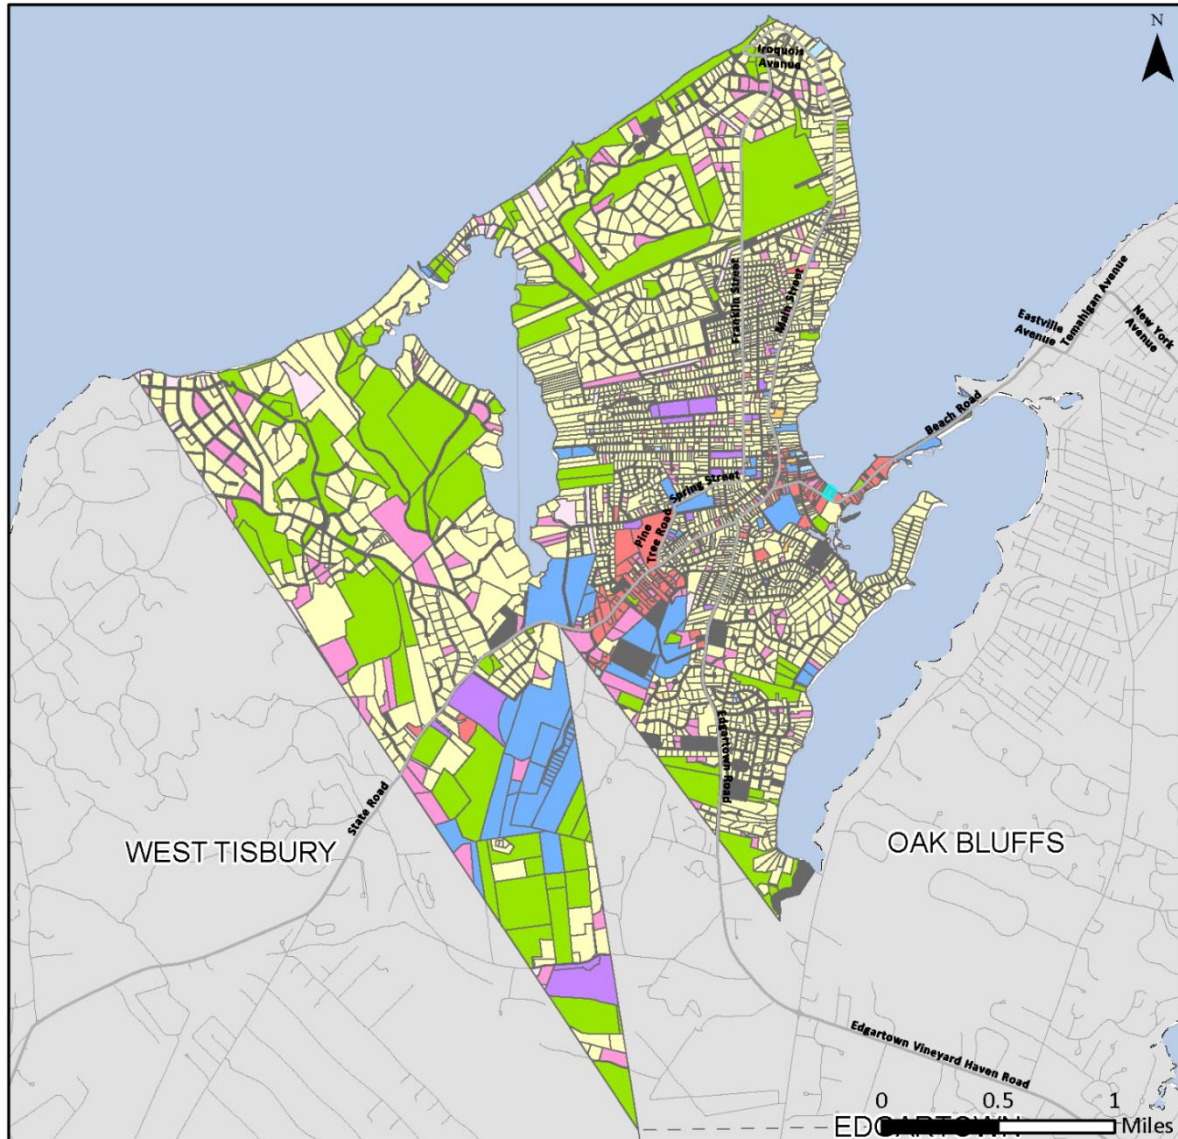 N
Iroquois
Avenue
Franklin Street
Main Street
Eastville
Avenue
Temahigan Avenue
New York
Avenue
Beach Road
Spring Street
Pine
Tree Road
Edgartown Road
State Road
WEST TISBURY
OAK BLUFFS
Edgartown Vineyard Haven Road
0 0.5 1
EDGARTOWN Miles